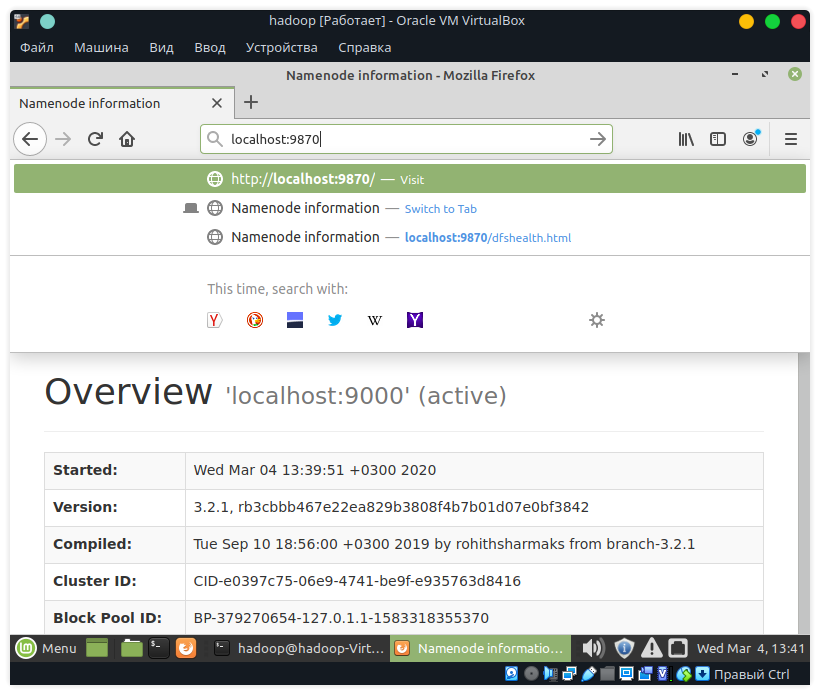 hadoop [Работает] - Oracle VM VirtualBox
Файл Машина Вид Ввод Устройства Справка
Namenode information - Mozilla Firefox
Namenode information
localhost:9870
http://localhost:9870/ — Visit
Namenode information — Switch to Tab
Namenode information — localhost:9870/dfshealth.html
This time, search with:
Overview 'localhost:9000' (active)
Started: Wed Mar 04 13:39:51 +0300 2020
Version: 3.2.1, rb3cbbb467e22ea829b3808f4b7b01d07e0bf3842
Compiled: Tue Sep 10 18:56:00 +0300 2019 by rohithsharmaks from branch-3.2.1
Cluster ID: CID-e0397c75-06e9-4741-be9f-e935763d8416
Block Pool ID: BP-379270654-127.0.1.1-1583318355370
Menu hadoop@hadoop-Virt... Namenode informatio... Wed Mar 4, 13:41
Правый Ctrl